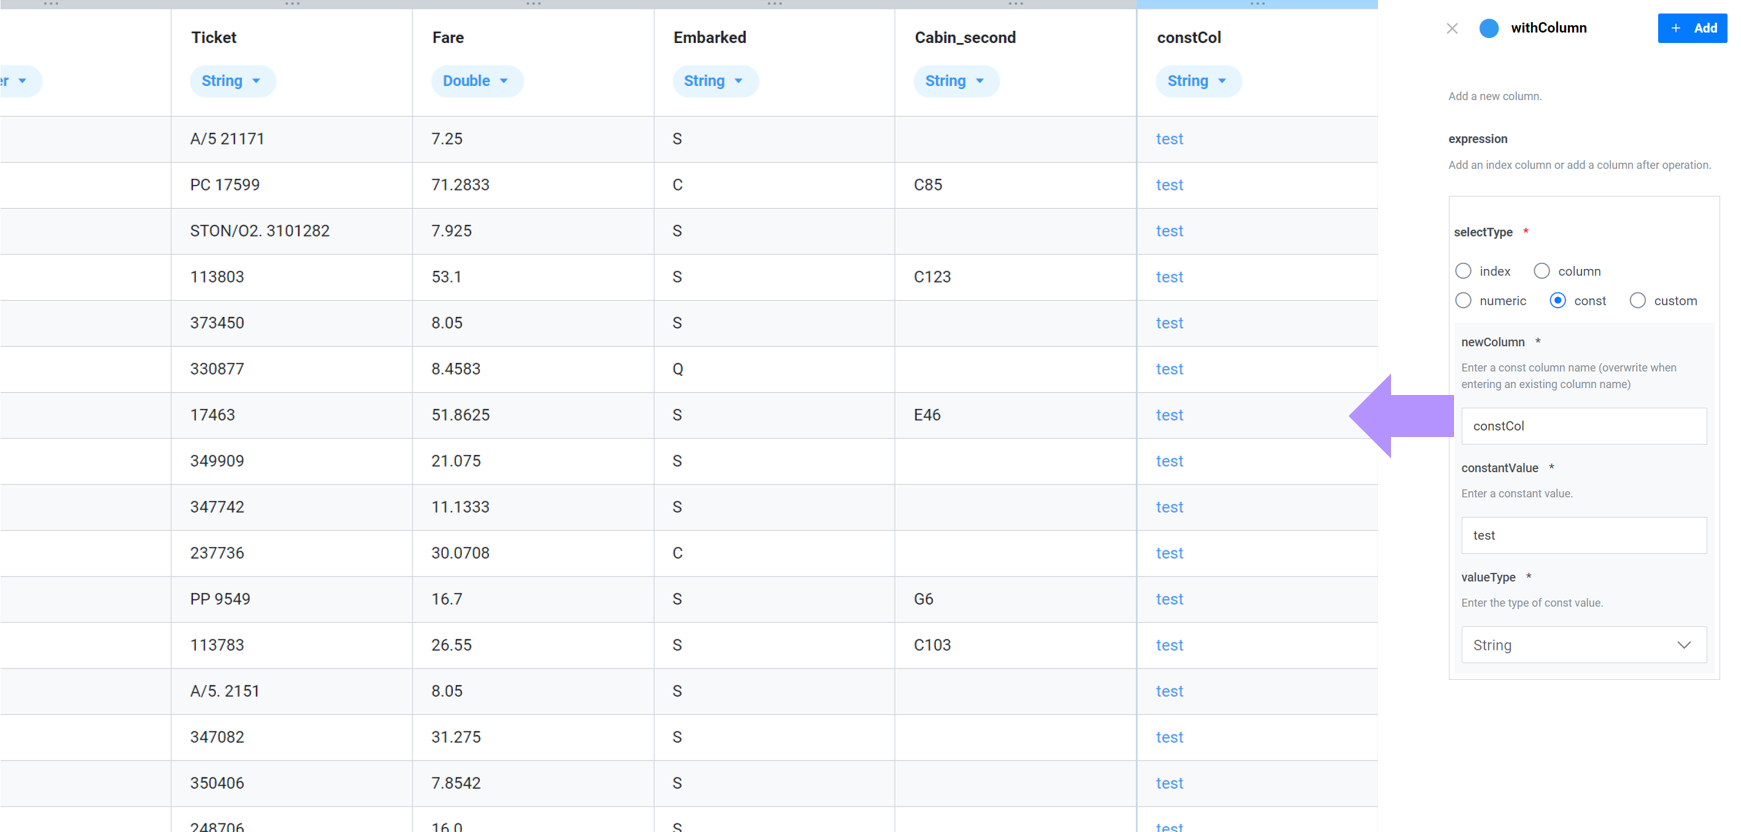 Ticket Fare Embarked Cabin_second constCol
er String Double String String String
A/5 21171 7.25 S test
PC 17599 71.2833 C C85 test
STON/O2. 3101282 7.925 S test
113803 53.1 S C123 test
373450 8.05 S test
330877 8.4583 Q test
17463 51.8625 S E46 test
349909 21.075 S test
347742 11.1333 S test
237736 30.0708 C test
PP 9549 16.7 S G6 test
113783 26.55 S C103 test
A/5. 2151 8.05 S test
347082 31.275 S test
350406 7.8542 S test
248706 16.0 S test
withColumn
+ Add
Add a new column.
expression
Add an index column or add a column after operation.
selectType *
index column
numeric const custom
newColumn *
Enter a const column name (overwrite when
entering an existing column name)
constCol
constantValue *
Enter a constant value.
test
valueType *
Enter the type of const value.
String